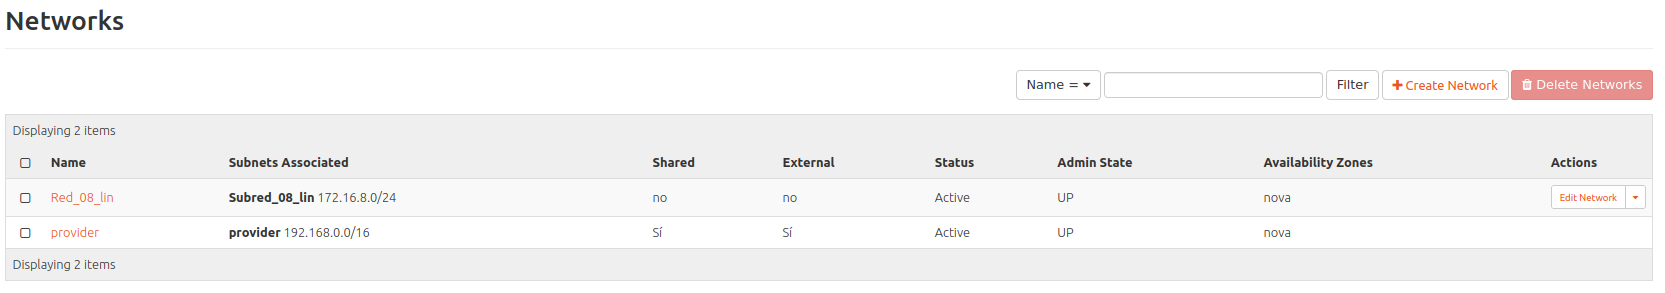 Networks
Name = Filter Create Network Delete Networks
Displaying 2 items
Name Subnets Associated Shared External Status Admin State Availability Zones Actions
Red_08_lin Subred_08_lin 172.16.8.0/24 no no Active UP nova Edit Network
provider provider 192.168.0.0/16 Sí Sí Active UP nova
Displaying 2 items